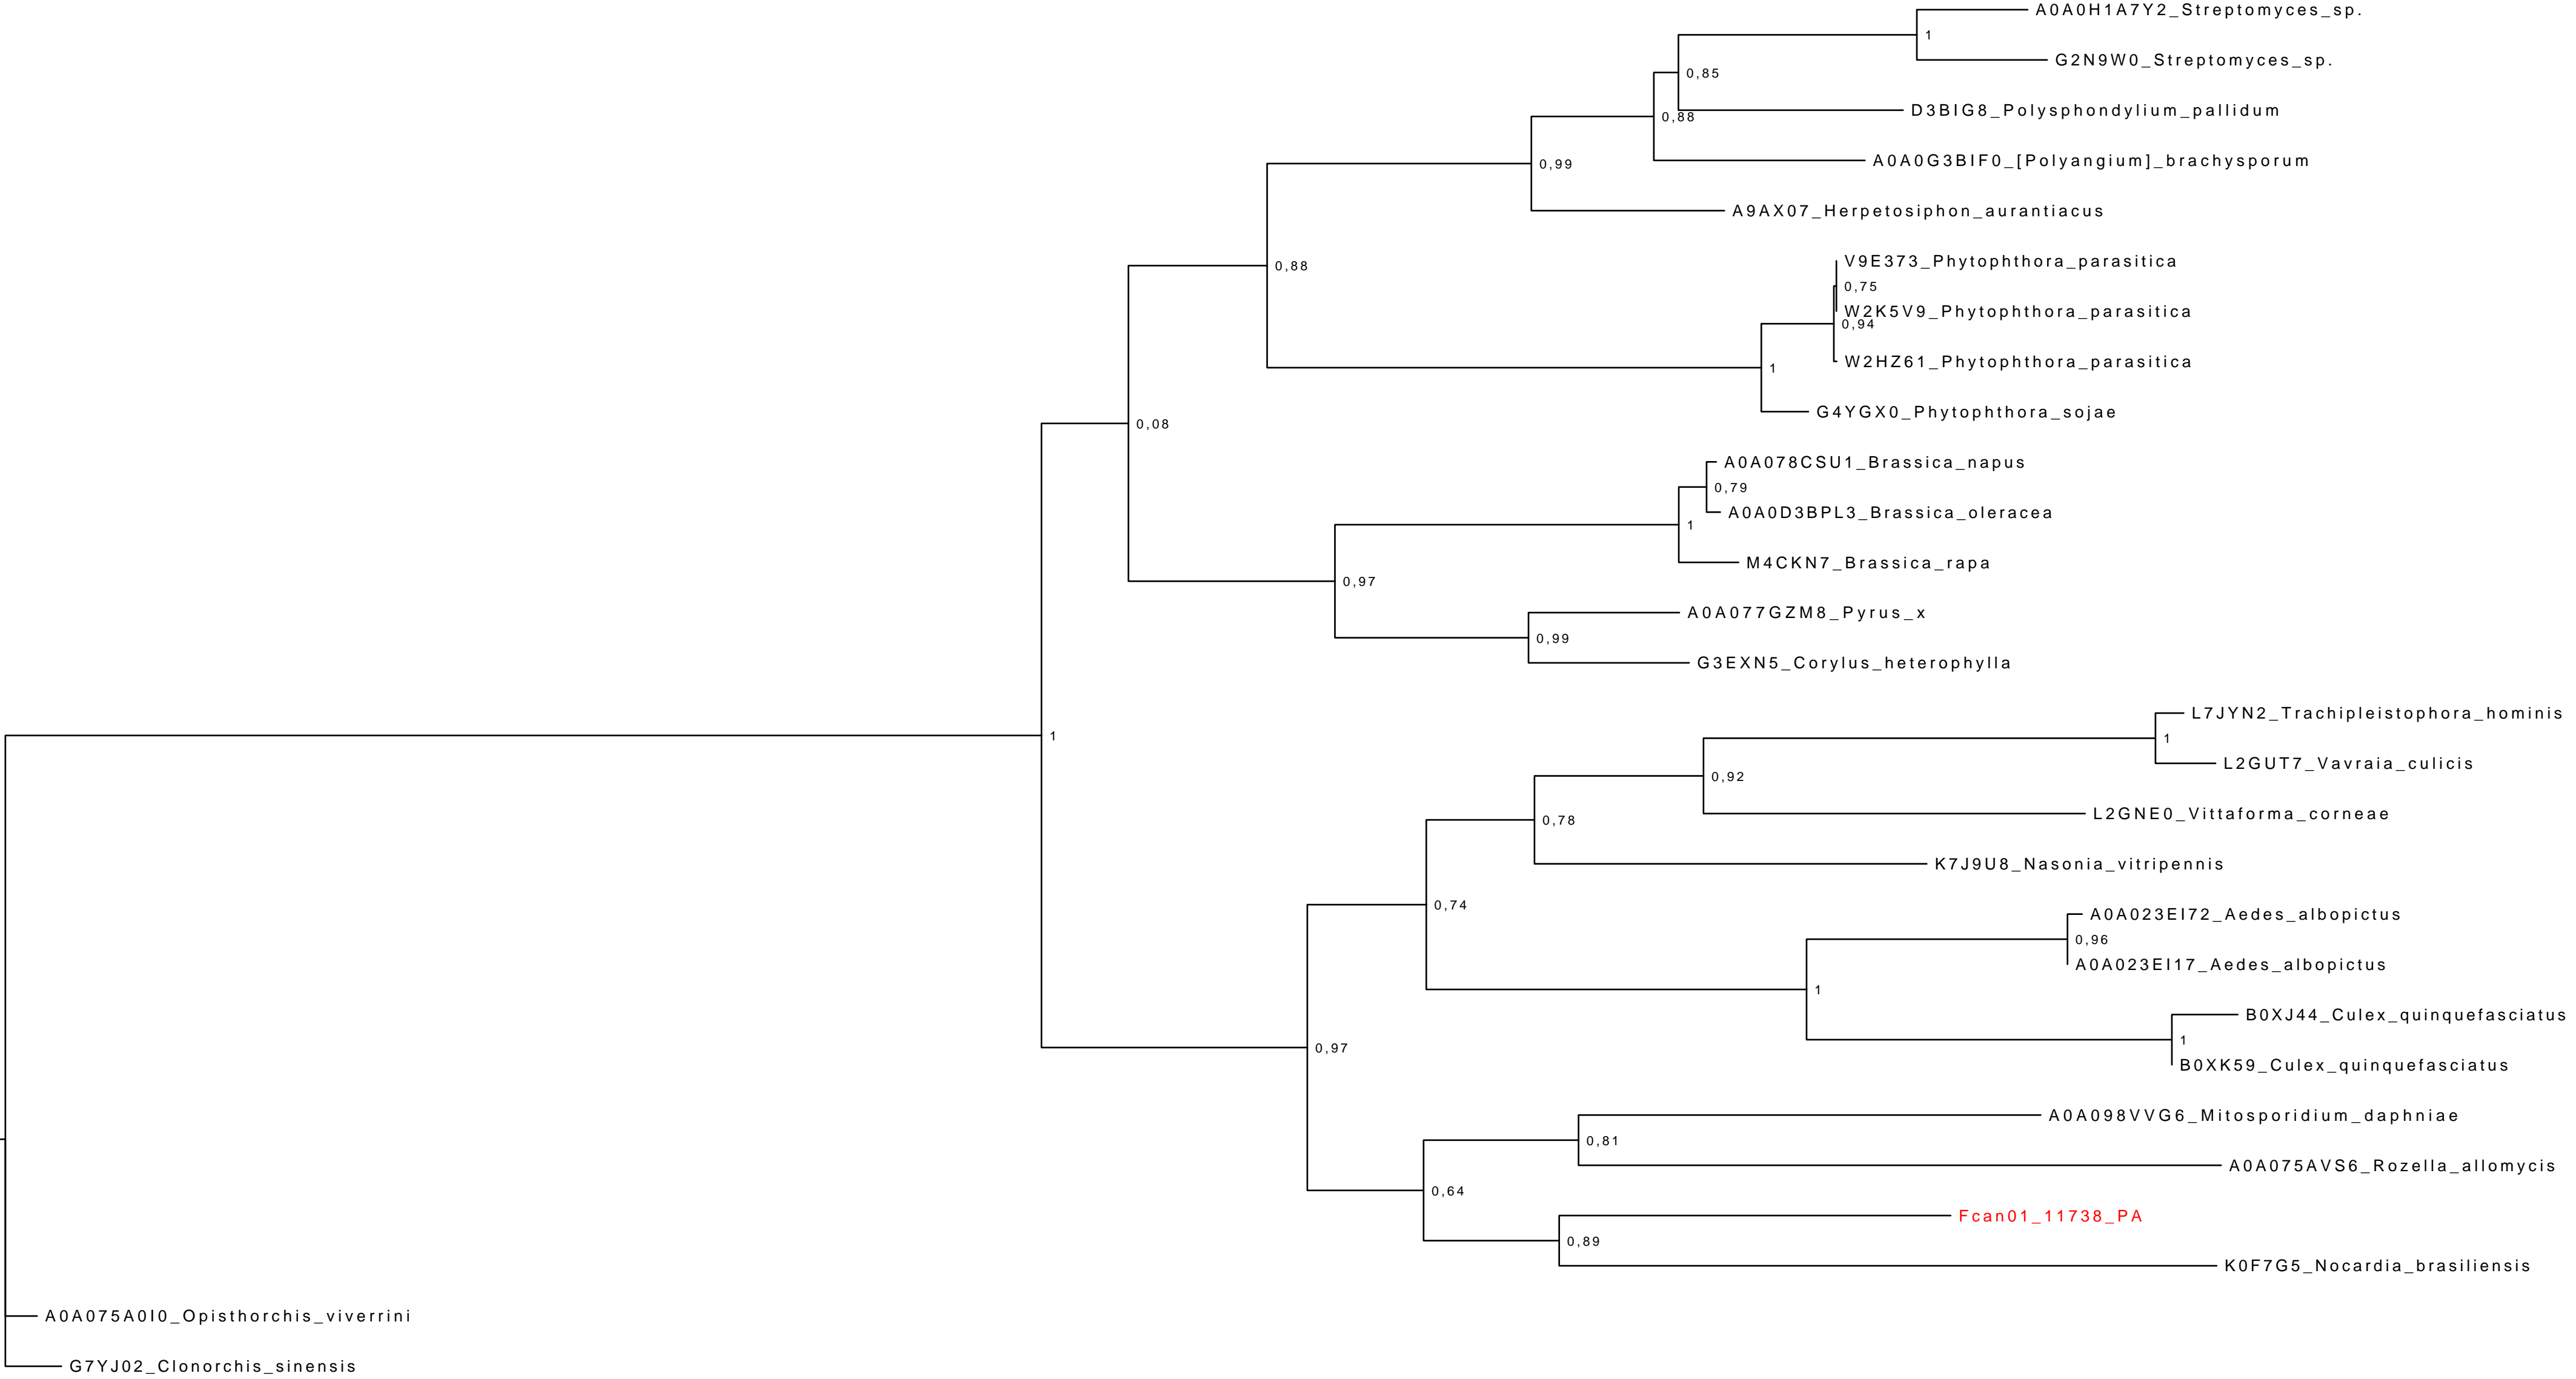 A0A0H1A7Y2_Streptomyces_sp.
1
G2N9W0_Streptomyces_sp.
0,85
D3BIG8_Polysphondylium_pallidum
0,88
A0A0G3BIF0_[Polyangium]_brachysporum
0,99
A9AX07_Herpetosiphon_aurantiacus
V9E373_Phytophthora_parasitica
0,88
0,75
W2K5V9_Phytophthora_parasitica
0,94
W2HZ61_Phytophthora_parasitica
1
G4YGX0_Phytophthora_sojae
0,08
A0A078CSU1_Brassica_napus
0,79
A0A0D3BPL3_Brassica_oleracea
1
M4CKN7_Brassica_rapa
0,97
A0A077GZM8_Pyrus_x
0,99
G3EXN5_Corylus_heterophylla
L7JYN2_Trachipleistophora_hominis
1
1
L2GUT7_Vavraia_culicis
0,92
L2GNE0_Vittaforma_corneae
0,78
K7J9U8_Nasonia_vitripennis
0,74
A0A023EI72_Aedes_albopictus
0,96
A0A023EI17_Aedes_albopictus
1
B0XJ44_Culex_quinquefasciatus
1
0,97
B0XK59_Culex_quinquefasciatus
A0A098VVG6_Mitosporidium_daphniae
0,81
A0A075AVS6_Rozella_allomycis
0,64
Fcan01_11738_PA
0,89
K0F7G5_Nocardia_brasiliensis
A0A075A0I0_Opisthorchis_viverrini
G7YJ02_Clonorchis_sinensis